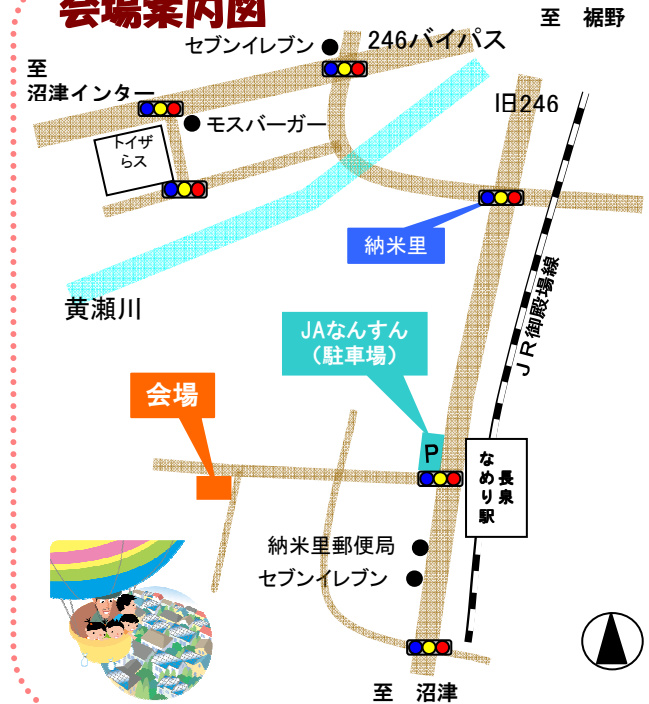 会場案内図
至　裾野
セブンイレブン
246バイパス
至
沼津インター
旧246
モスバーガー
トイザ
らス
納米里
黄瀬川
JR御殿場線
JAなんすん
（駐車場）
会場
P
長泉
なめり駅
納米里郵便局
セブンイレブン
至　沼津